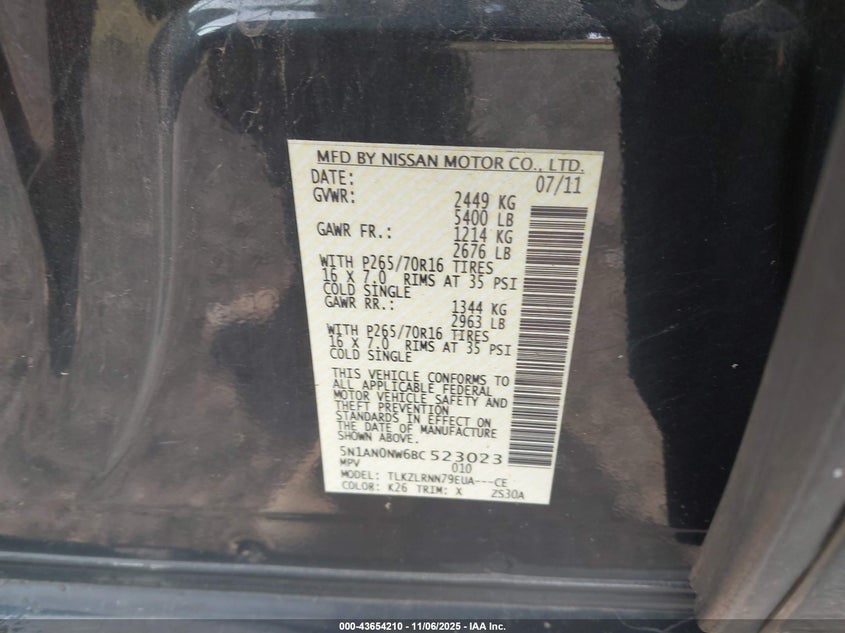 MFD BY NISSAN MOTOR CO., LTD.
DATE: 07/11
GVWR: 2449 KG
5400 LB
GAWR FR.: 1214 KG
2676 LB
WITH P265/70R16 TIRES
16 X 7.0 RIMS AT 35 PSI
COLD SINGLE
GAWR RR.: 1344 KG
2963 LB
WITH P265/70R16 TIRES
16 X 7.0 RIMS AT 35 PSI
COLD SINGLE
THIS VEHICLE CONFORMS TO
ALL APPLICABLE FEDERAL
MOTOR VEHICLE SAFETY AND
THEFT PREVENTION
STANDARDS IN EFFECT ON
THE DATE OF MANUFACTURE
SHOWN ABOVE.
5N1AN0NW6BC 523023
MPV 010
MODEL: TLKZLRNN79EUA---CE
COLOR: K26 TRIM: X ZS30A
000-43654210 - 11/06/2025 - IAA Inc.